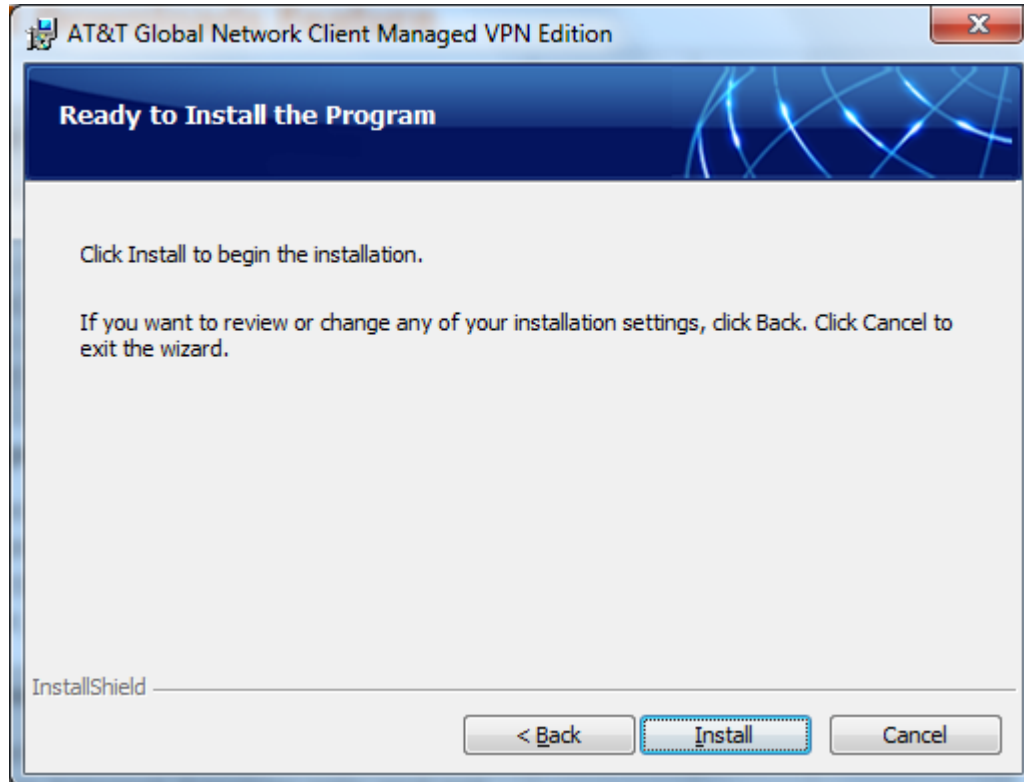 AT&T Global Network Client Managed VPN Edition
Ready to Install the Program
Click Install to begin the installation.
If you want to review or change any of your installation settings, click Back. Click Cancel to
exit the wizard.
InstallShield
< Back
Install
Cancel